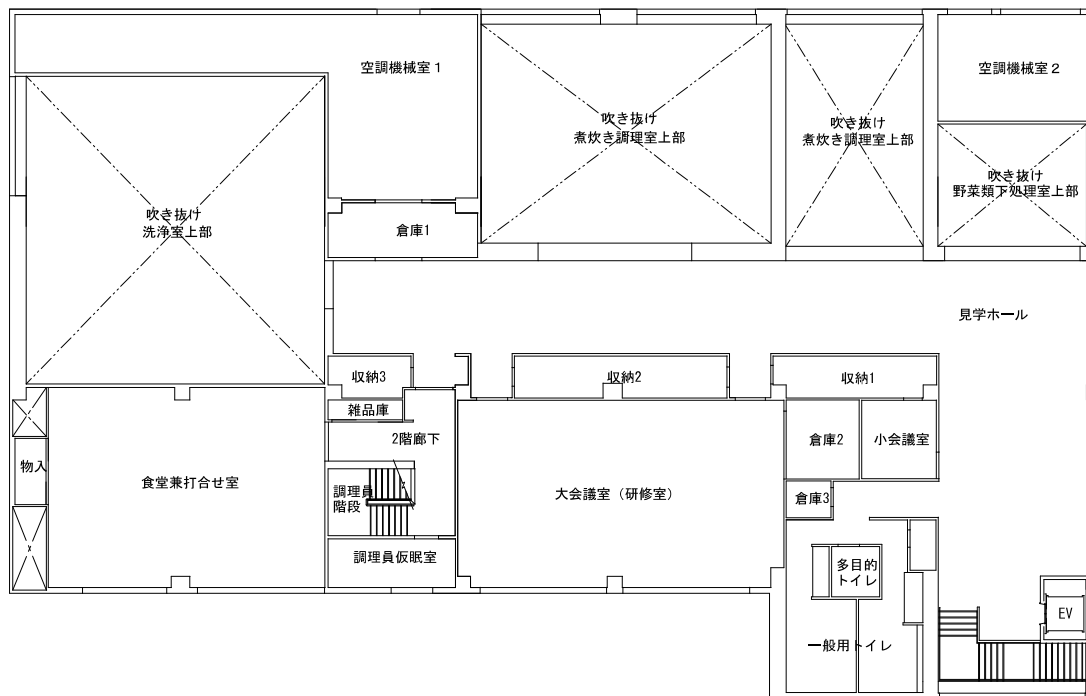 空調機械室1
空調機械室2
吹き抜け
煮炊き調理室上部
吹き抜け
煮炊き調理室上部
吹き抜け
野菜類下処理室上部
吹き抜け
洗浄室上部
倉庫1
見学ホール
収納3
収納2
収納1
雑品庫
2階廊下
倉庫2
小会議室
物入
食堂兼打合せ室
調理員
階段
大会議室(研修室)
倉庫3
調理員仮眠室
多目的
トイレ
EV
一般用トイレ